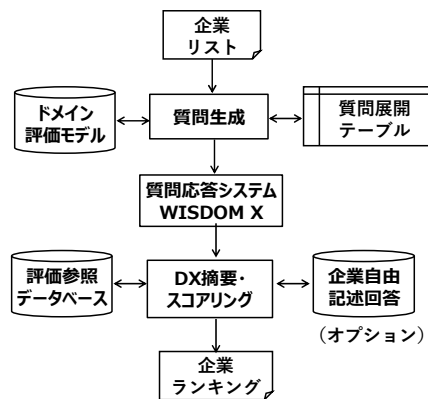 企業
リスト
ドメイン
評価モデル
質問生成
質問展開
テーブル
質問応答システム
WISDOM X
評価参照
データベース
DX摘要・
スコアリング
企業自由
記述回答
（オプション）
企業
ランキング